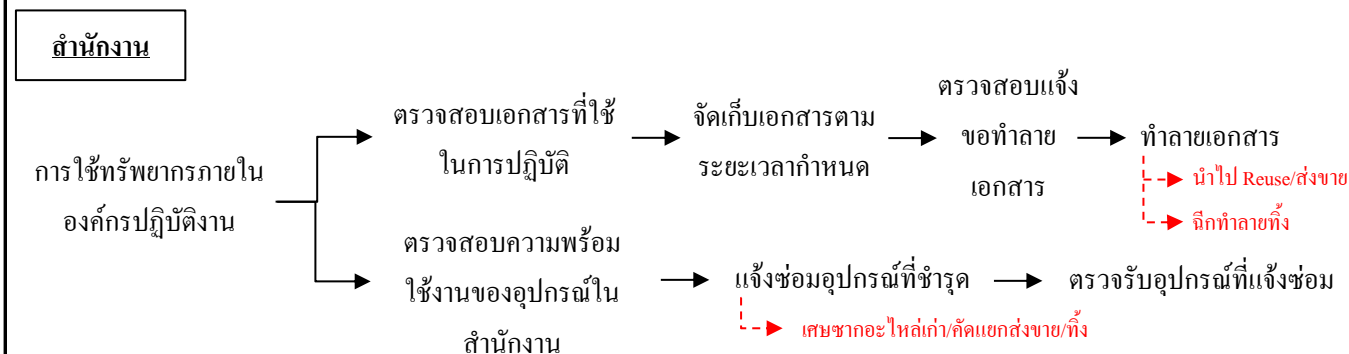 สำนักงาน
การใช้ทรัพยากรภายใน
องค์กรปฏิบัติงาน
ตรวจสอบเอกสารที่ใช้
ในการปฏิบัติ
จัดเก็บเอกสารตาม
ระยะเวลากำหนด
ตรวจสอบแจ้ง
ขอทำลาย
เอกสาร
ทำลายเอกสาร
นำไป Reuse/ส่งขาย
ฉีกทำลายทิ้ง
ตรวจสอบความพร้อม
ใช้งานของอุปกรณ์ใน
สำนักงาน
แจ้งซ่อมอุปกรณ์ที่ชำรุด
เศษซากอะไหล่เก่า/คัดแยกส่งขาย/ทิ้ง
ตรวจรับอุปกรณ์ที่แจ้งซ่อม